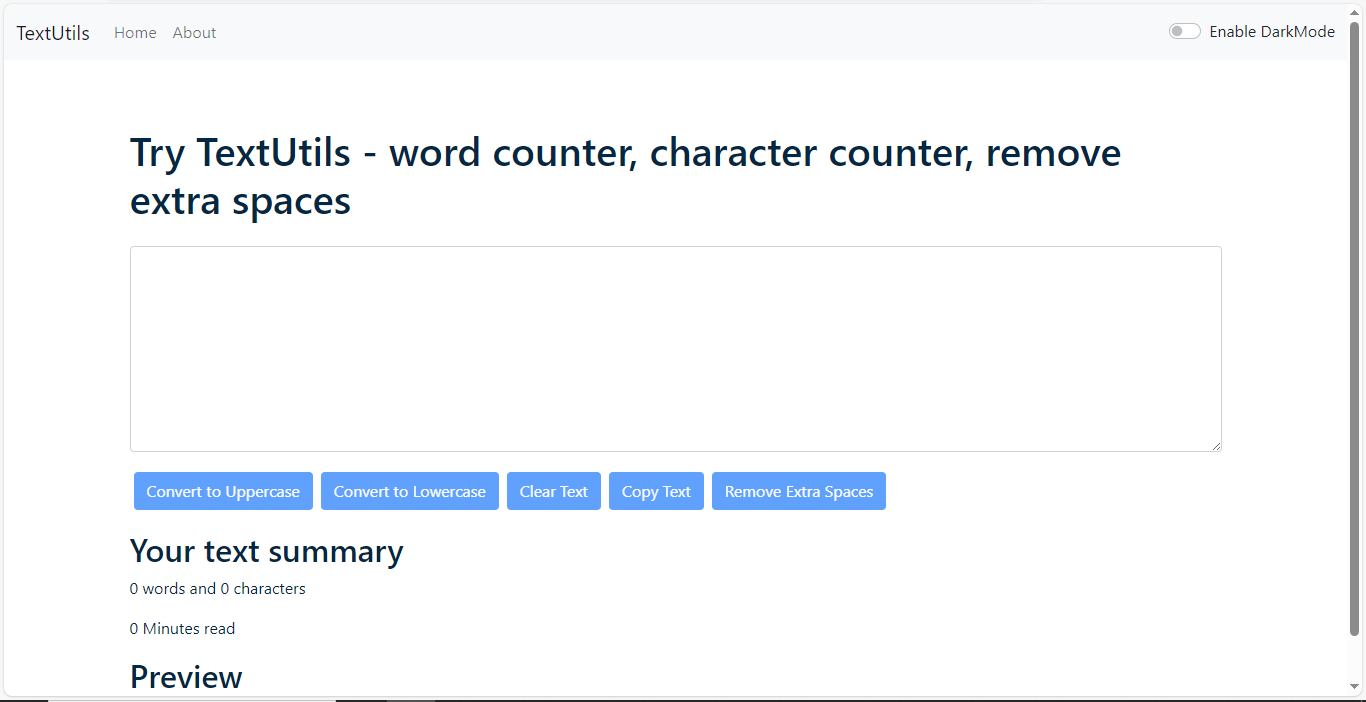 TextUtils Home About Enable DarkMode
Try TextUtils - word counter, character counter, remove
extra spaces
Convert to Uppercase Convert to Lowercase Clear Text Copy Text Remove Extra Spaces
Your text summary
0 words and 0 characters
0 Minutes read
Preview